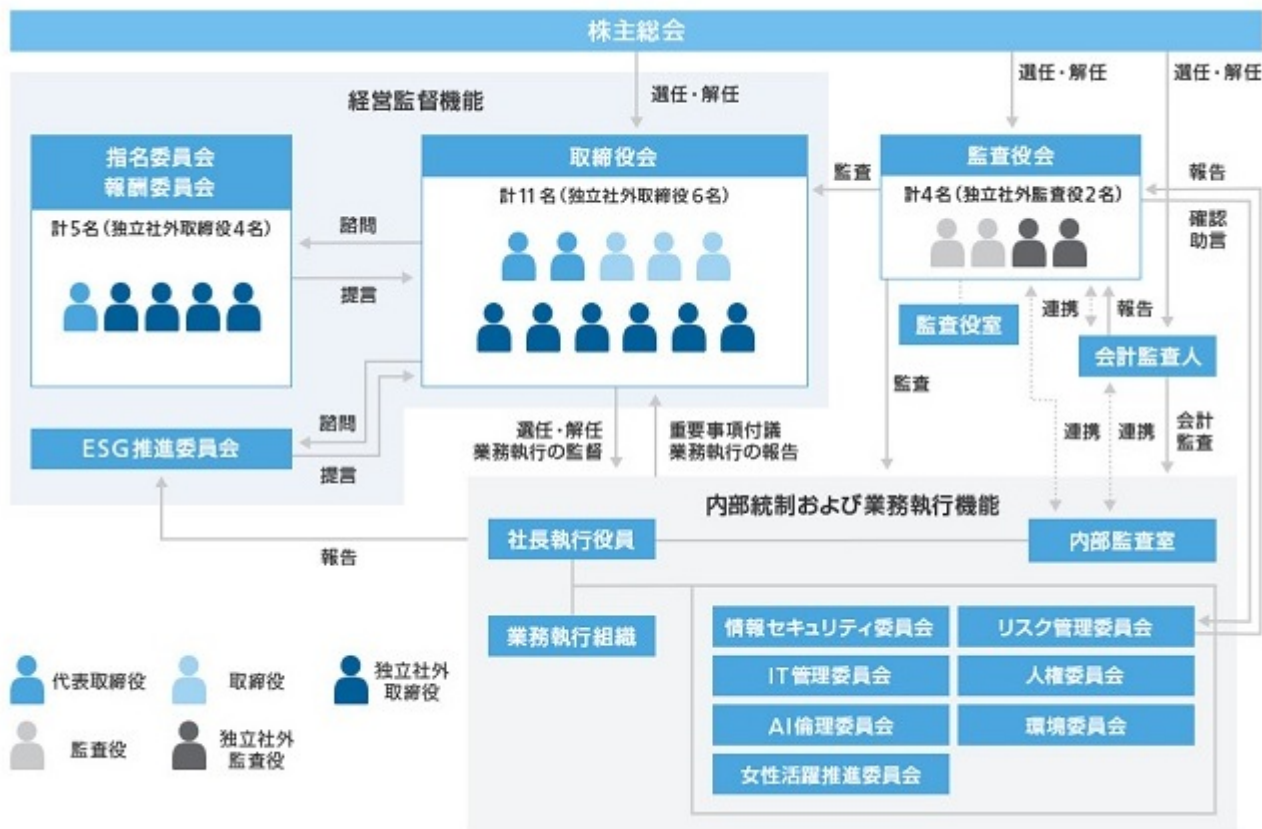 株主総会
選任・解任
選任・解任
選任・解任
経営監督機能
指名委員会
報酬委員会
計5名(独立社外取締役4名)
諮問
提言
取締役会
計11名(独立社外取締役6名)
監査
監査役会
計4名(独立社外監査役2名)
報告
確認
助言
監査役室
連携
報告
会計監査人
監査
連携
連携
会計
監査
ESG推進委員会
諮問
提言
選任・解任
業務執行の監督
重要事項付議
業務執行の報告
報告
内部統制および業務執行機能
社長執行役員
内部監査室
業務執行組織
情報セキュリティ委員会
リスク管理委員会
IT管理委員会
人権委員会
AI倫理委員会
環境委員会
女性活躍推進委員会
代表取締役
取締役
独立社外
取締役
監査役
独立社外
監査役